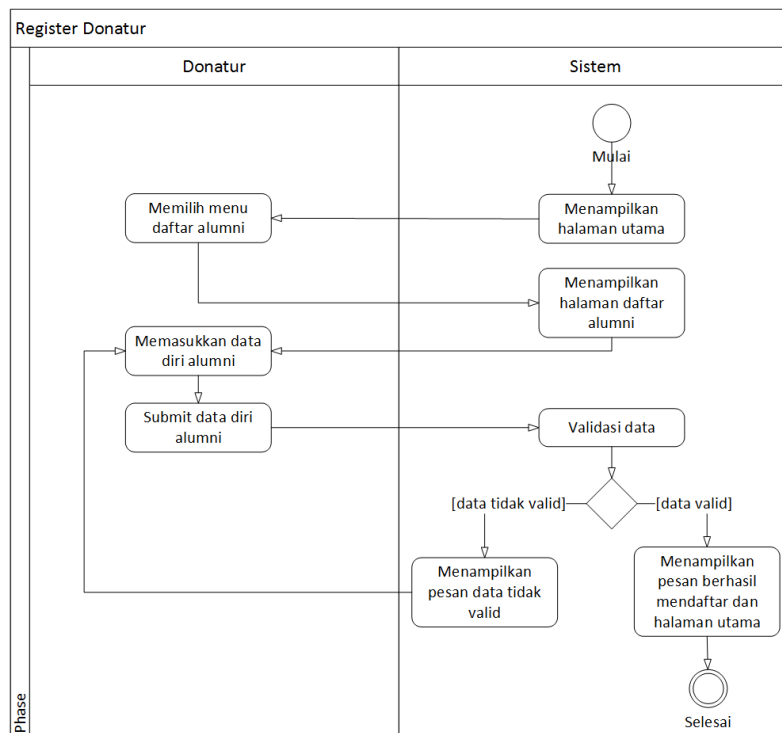 Register Donatur
Donatur
Sistem
Mulai
Menampilkan
halaman utama
Memilih menu
daftar alumni
Menampilkan
halaman daftar
alumni
Memasukkan data
diri alumni
Submit data diri
alumni
Validasi data
[data tidak valid]
[data valid]
Menampilkan
pesan data tidak
valid
Menampilkan
pesan berhasil
mendaftar dan
halaman utama
Selesai
Phase